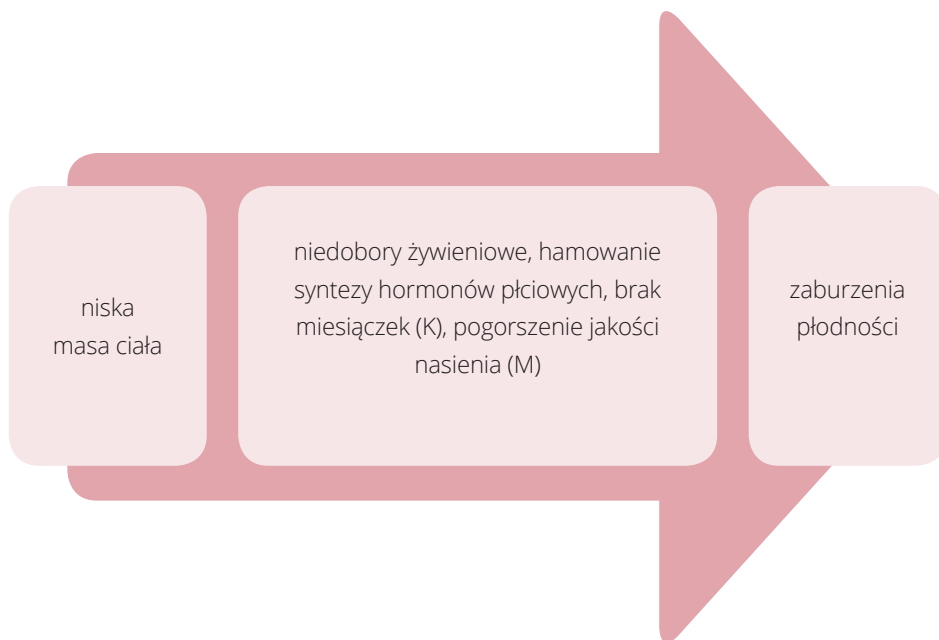 niska
masa ciała
niedobory żywieniowe, hamowanie
syntezy hormonów płciowych, brak
miesiączek (K), pogorszenie jakości
nasienia (M)
zaburzenia
płodności